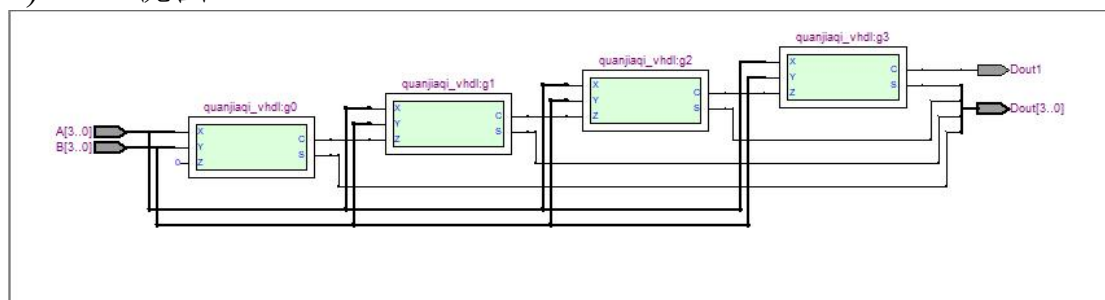 quanjiaqi_vhdl:g3
X
Y
Z
C
S
Dout1
Dout[3..0]
quanjiaqi_vhdl:g2
X
Y
Z
C
S
quanjiaqi_vhdl:g1
X
Y
Z
C
S
quanjiaqi_vhdl:g0
A[3..0]
B[3..0]
0
X
Y
Z
C
S